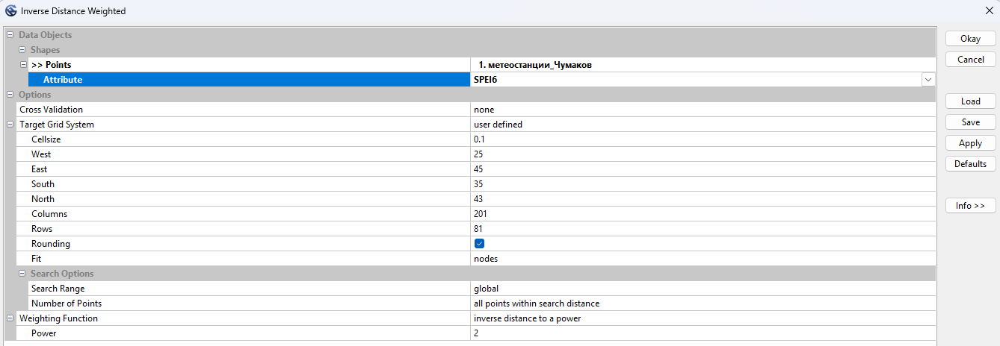 Inverse Distance Weighted
Data Objects
Shapes
>> Points 1. метеостанции_Чумаков
Attribute SPEI6
Options
Cross Validation none
Target Grid System user defined
Cellsize 0.1
West 25
East 45
South 35
North 43
Columns 201
Rows 81
Rounding
Fit nodes
Search Options
Search Range global
Number of Points all points within search distance
Weighting Function inverse distance to a power
Power 2
Okay
Cancel
Load
Save
Apply
Defaults
Info >>